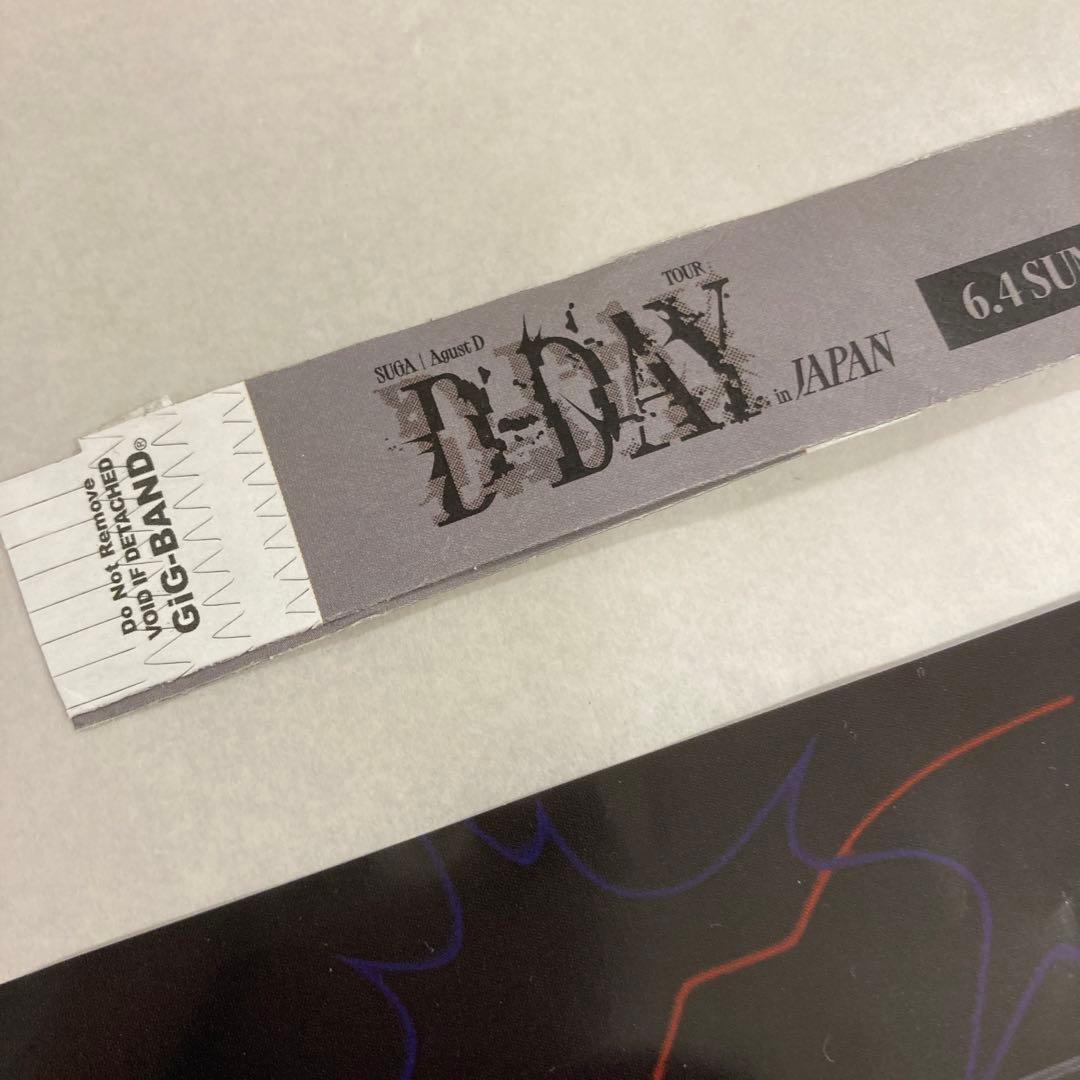 Do Not Remove
VOID IF DETACHED
GiG-BAND®
SUGA | Agust D
TOUR
D-DAY
in JAPAN
6.4 SUN